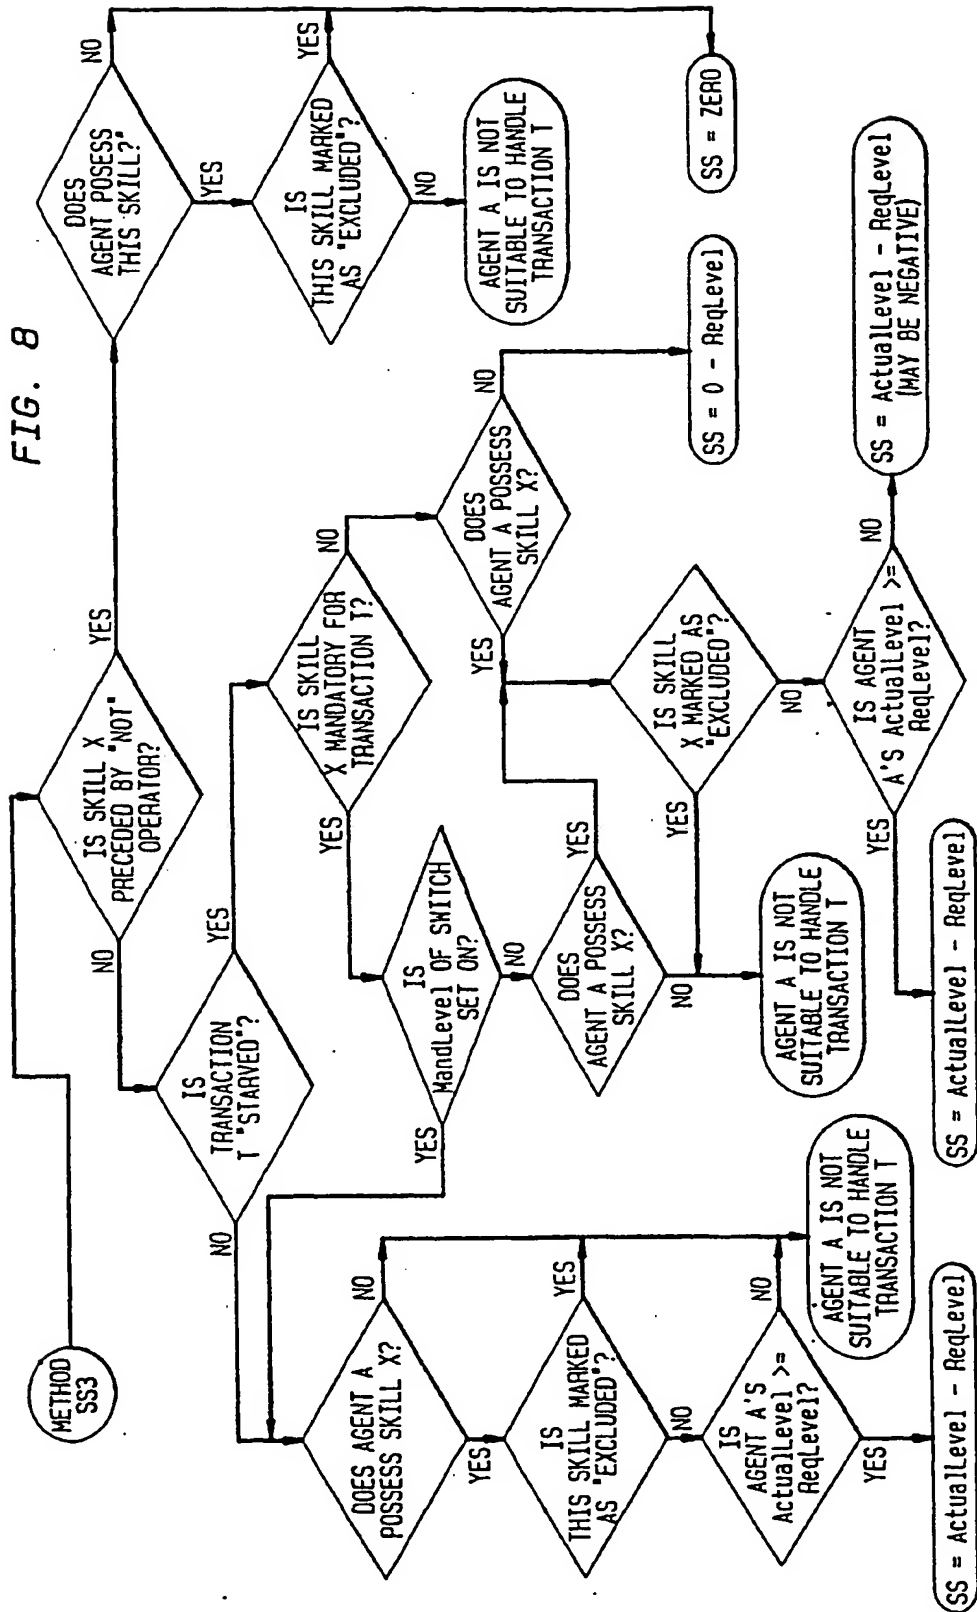 FIG. 8
METHOD
SS3
IS SKILL X
PRECEDED BY "NOT"
OPERATOR?
YES
NO
DOES
AGENT POSESS
THIS SKILL?"
NO
YES
IS
THIS SKILL MARKED
AS "EXCLUDED"?
YES
NO
AGENT A IS NOT
SUITABLE TO HANDLE
TRANSACTION T
SS = ZERO
IS
TRANSACTION
T "STARVED"?
YES
NO
IS SKILL
X MANDATORY FOR
TRANSACTION T?
NO
YES
DOES
AGENT A POSSESS
SKILL X?
NO
YES
SS = 0 - ReqLevel
IS
MandLevel OF SWITCH
SET ON?
YES
NO
DOES
AGENT A POSSESS
SKILL X?
YES
NO
IS SKILL
X MARKED AS
"EXCLUDED"?
YES
NO
AGENT A IS NOT
SUITABLE TO HANDLE
TRANSACTION T
IS AGENT
A'S ActualLevel >=
ReqLevel?
NO
YES
SS = ActualLevel - ReqLevel
(MAY BE NEGATIVE)
SS = ActualLevel - ReqLevel
DOES AGENT A
POSSESS SKILL X?
NO
YES
IS
THIS SKILL MARKED
AS "EXCLUDED"?
YES
NO
IS
AGENT A'S
ActualLevel >=
ReqLevel?
NO
YES
AGENT A IS NOT
SUITABLE TO HANDLE
TRANSACTION T
SS = ActualLevel - ReqLevel